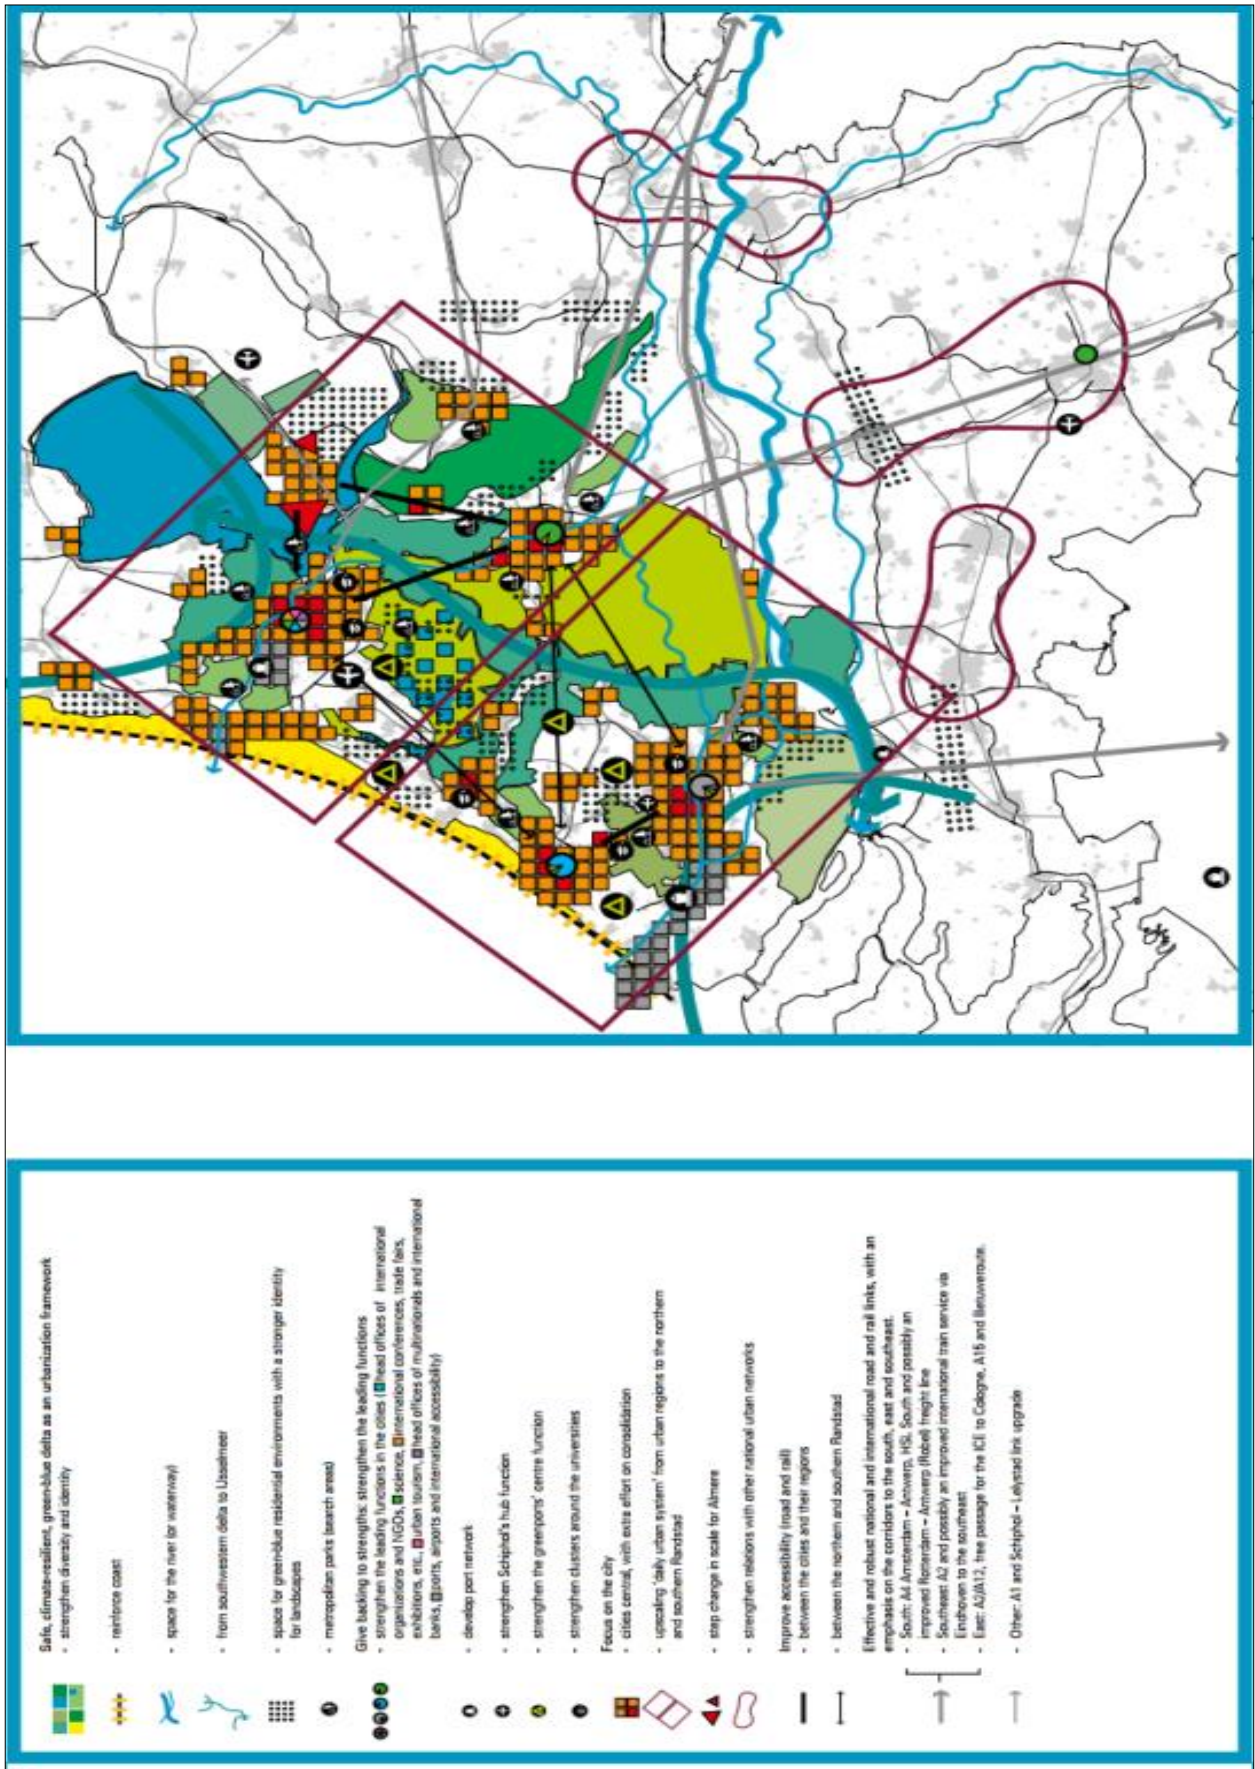 Safe, climate-resilient, green-blue delta as an urbanization framework
- strengthen diversity and identity
- reinforce coast
- space for the river (or waterway)
- from southwestern delta to IJsselmeer
- space for green-blue residential environments with a stronger identity
for landscapes
- metropolitan parks (search areas)
Give backing to strengths: strengthen the leading functions
- strengthen the leading functions in the cities (head offices of international
organizations and NGOs, science, international conferences, trade fairs,
exhibitions, etc., urban tourism, head offices of multinationals and international
banks, ports, airports and international accessibility)
- develop port network
- strengthen Schiphol's hub function
- strengthen the greenports' centre function
- strengthen clusters around the universities
Focus on the city
- cities central, with extra effort on consolidation
- upscaling 'daily urban system' from urban regions to the northern
and southern Randstad
- step change in scale for Almere
- strengthen relations with other national urban networks
Improve accessibility (road and rail)
- between the cities and their regions
- between the northern and southern Randstad
Effective and robust national and international road and rail links, with an
emphasis on the corridors to the south, east and southeast.
- South: A4 Amsterdam – Antwerp, HSL South and possibly an
improved Rotterdam – Antwerp (Robel) freight line
- Southeast: A2 and possibly an improved international train service via
Eindhoven to the southeast
- East: A2/A12, free passage for the ICE to Cologne, A15 and Betuweroute.
- Other: A1 and Schiphol – Lelystad link upgrade